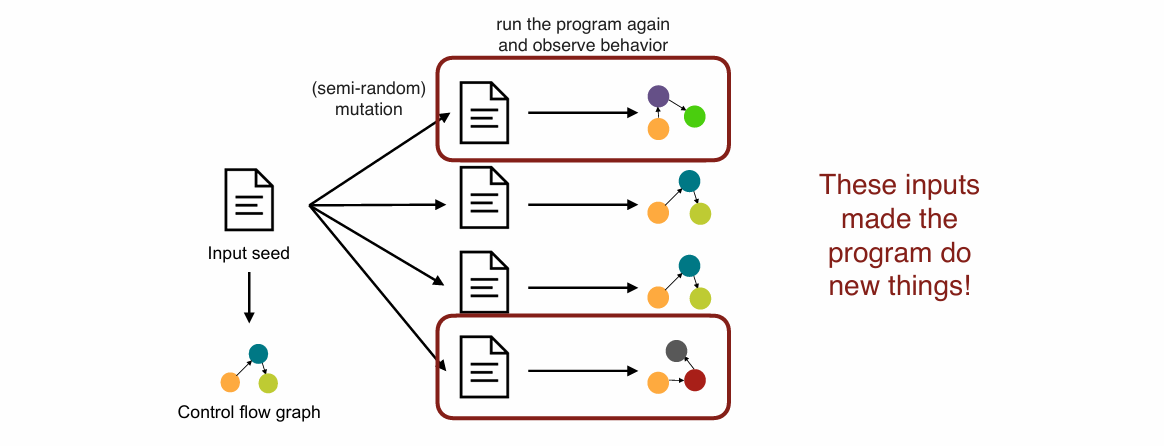 run the program again
and observe behavior
(semi-random)
mutation
Input seed
Control flow graph
These inputs
made the
program do
new things!